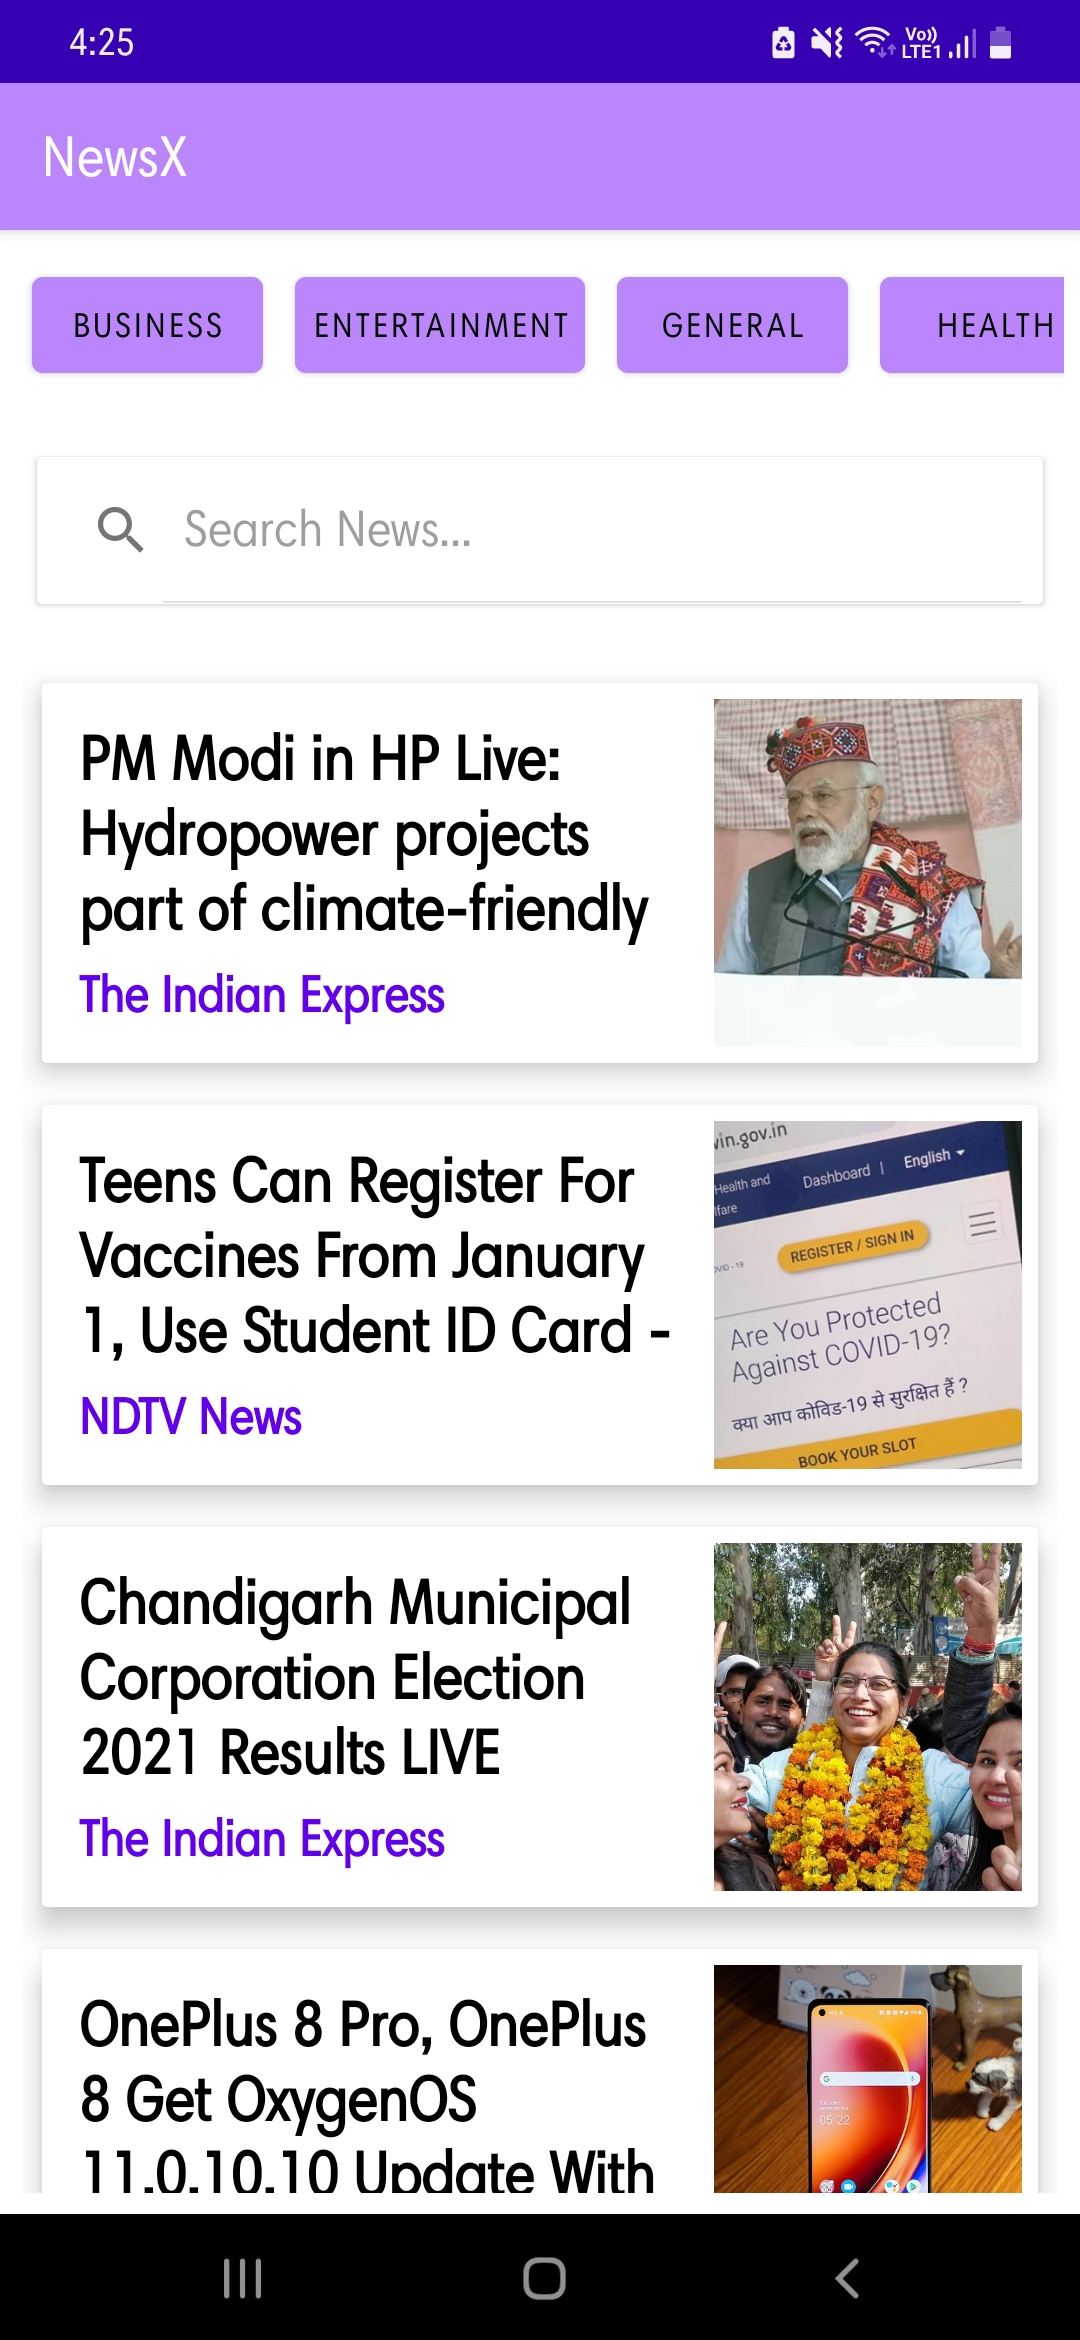 4:25
Vo)) LTE1
NewsX
BUSINESS
ENTERTAINMENT
GENERAL
HEALTH
Search News...
PM Modi in HP Live:
Hydropower projects
part of climate-friendly
The Indian Express
Teens Can Register For
Vaccines From January
1, Use Student ID Card -
NDTV News
vin.gov.in
Health and
lfare
Dashboard |
English
REGISTER / SIGN IN
OVID - 19
Are You Protected
Against COVID-19?
क्या आप कोविड-19 से सुरक्षित हैं ?
BOOK YOUR SLOT
Chandigarh Municipal
Corporation Election
2021 Results LIVE
The Indian Express
OnePlus 8 Pro, OnePlus
8 Get OxygenOS
11.0.10.10 Update With
05:22